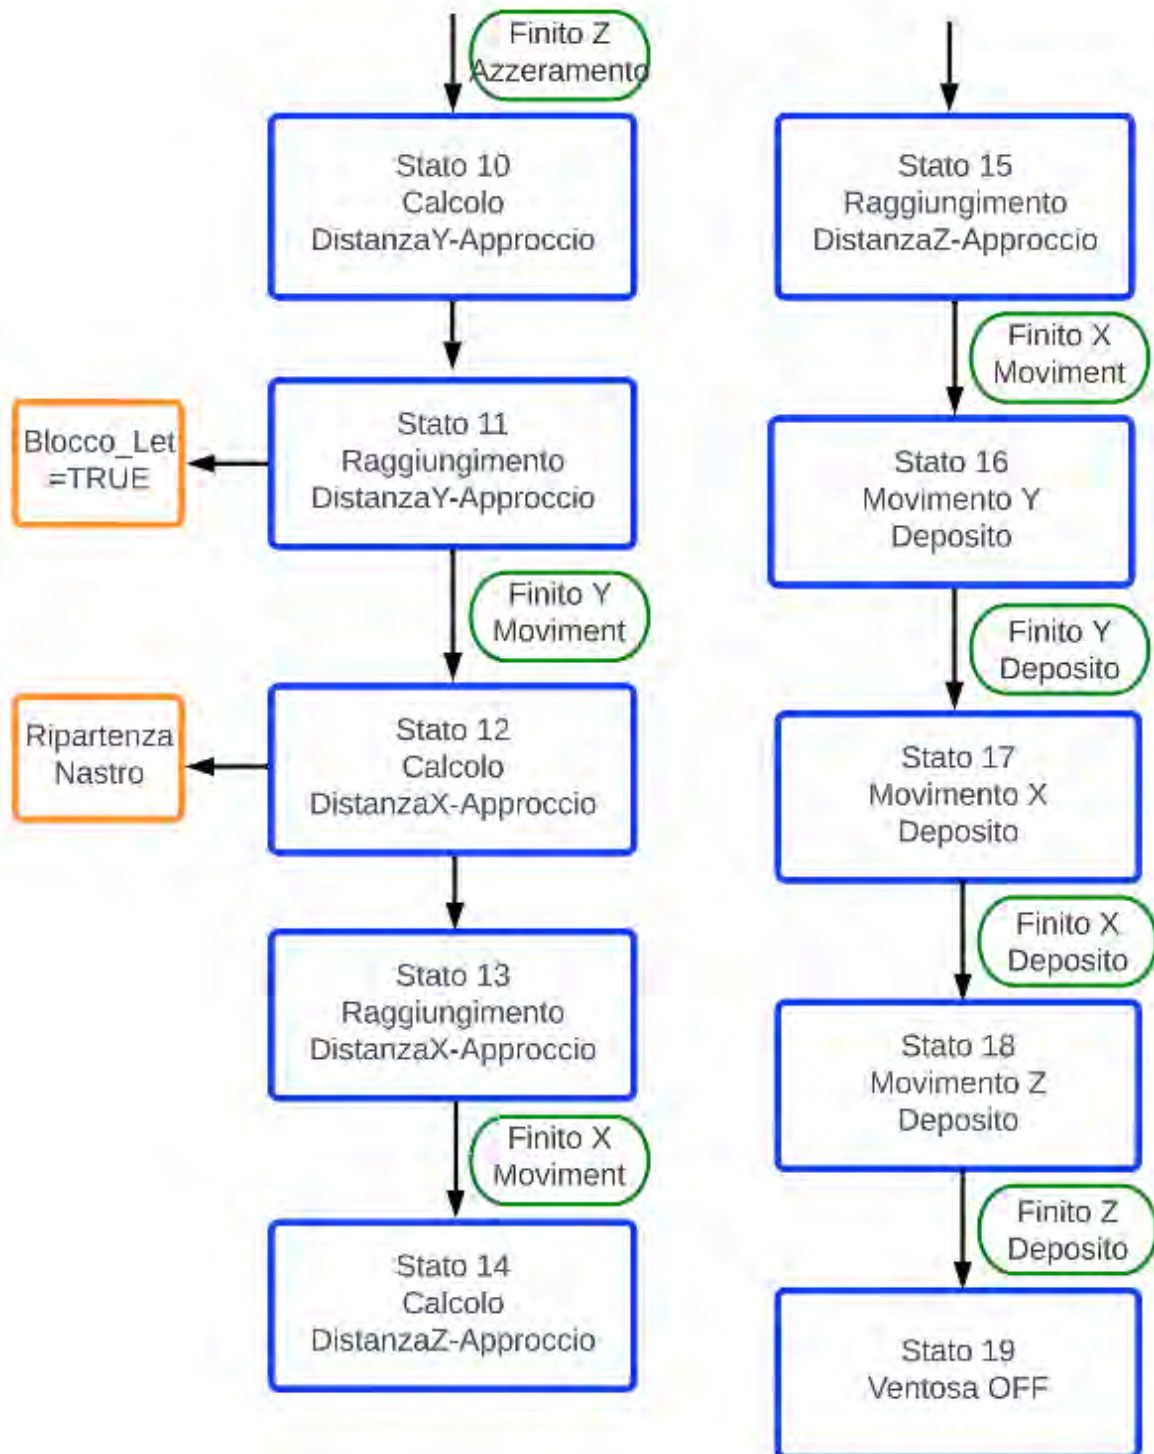 Finito Z
Azzeramento
Stato 10
Calcolo
DistanzaY-Approccio
Stato 11
Raggiungimento
DistanzaY-Approccio
Blocco_Let
=TRUE
Finito Y
Moviment
Stato 12
Calcolo
DistanzaX-Approccio
Ripartenza
Nastro
Stato 13
Raggiungimento
DistanzaX-Approccio
Finito X
Moviment
Stato 14
Calcolo
DistanzaZ-Approccio
Stato 15
Raggiungimento
DistanzaZ-Approccio
Finito X
Moviment
Stato 16
Movimento Y
Deposito
Finito Y
Deposito
Stato 17
Movimento X
Deposito
Finito X
Deposito
Stato 18
Movimento Z
Deposito
Finito Z
Deposito
Stato 19
Ventosa OFF